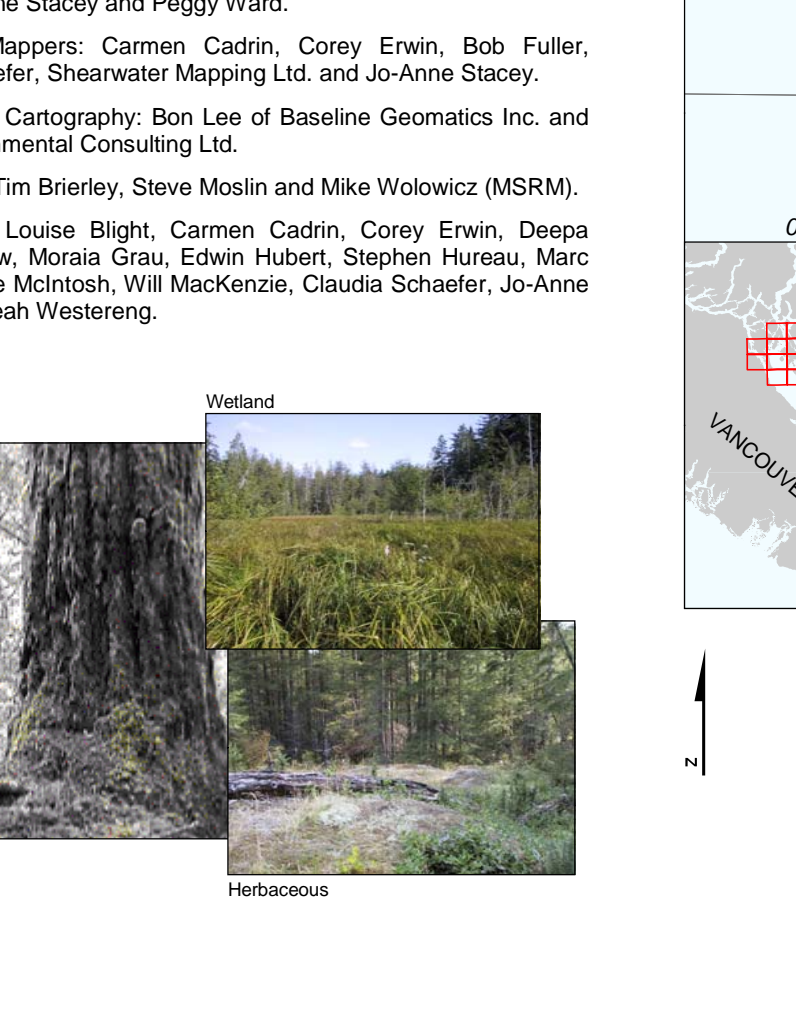 ne Stacey and Peggy Ward.
Mappers: Carmen Cadrin, Corey Erwin, Bob Fuller,
efer, Shearwater Mapping Ltd. and Jo-Anne Stacey.
Cartography: Bon Lee of Baseline Geomatics Inc. and
nmental Consulting Ltd.
Tim Brierley, Steve Moslin and Mike Wolowicz (MSRM).
Louise Blight, Carmen Cadrin, Corey Erwin, Deepa
w, Moraia Grau, Edwin Hubert, Stephen Hureau, Marc
e McIntosh, Will MacKenzie, Claudia Schaefer, Jo-Anne
eah Westereng.
Wetland
Herbaceous
0
VANCOUVE
N